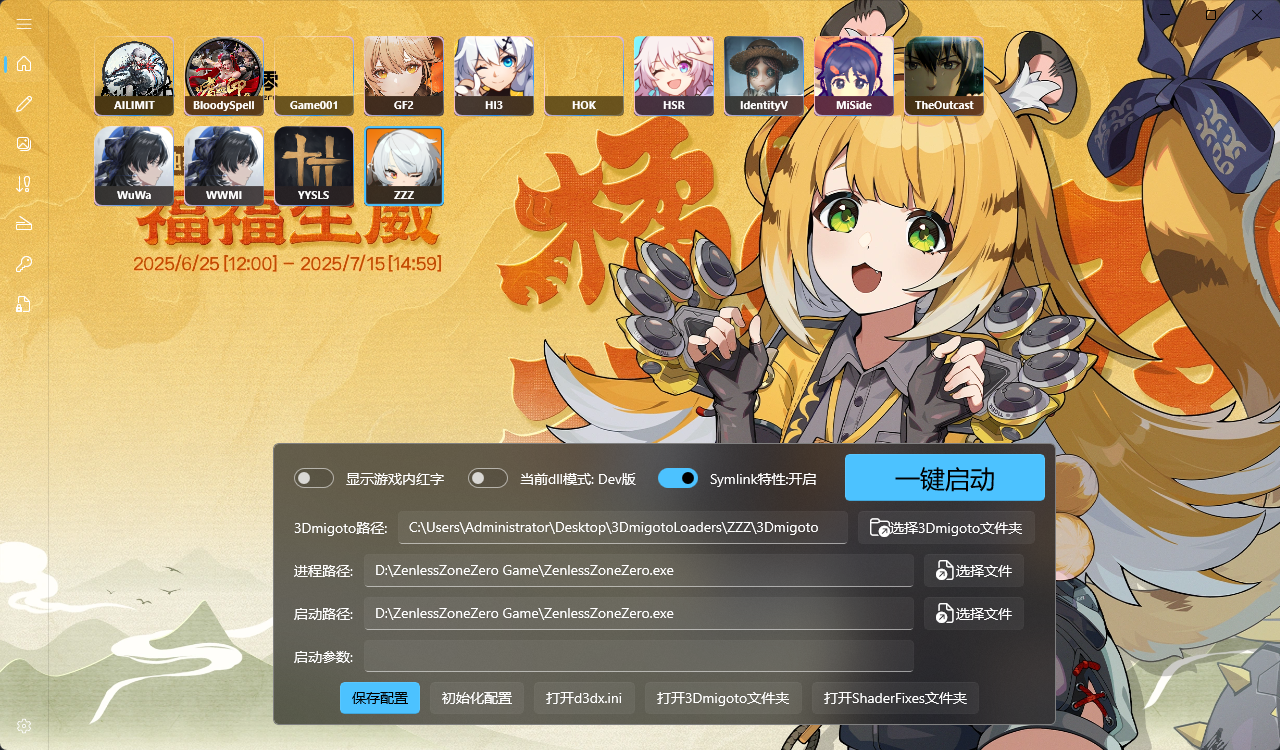 AILIMIT
BloodySpell
Game001
GF2
HI3
HOK
HSR
IdentityV
MiSide
TheOutcast
WuWa
WWMI
YYSLS
ZZZ
福福生威
2025/6/25[12:00] – 2025/7/15[14:59]
显示游戏内红字
当前dll模式: Dev版
Symlink特性:开启
一键启动
3Dmigoto路径:
C:\Users\Administrator\Desktop\3DmigotoLoaders\ZZZ\3Dmigoto
选择3Dmigoto文件夹
进程路径:
D:\ZenlessZoneZero Game\ZenlessZoneZero.exe
选择文件
启动路径:
D:\ZenlessZoneZero Game\ZenlessZoneZero.exe
选择文件
启动参数:
保存配置
初始化配置
打开d3dx.ini
打开3Dmigoto文件夹
打开ShaderFixes文件夹